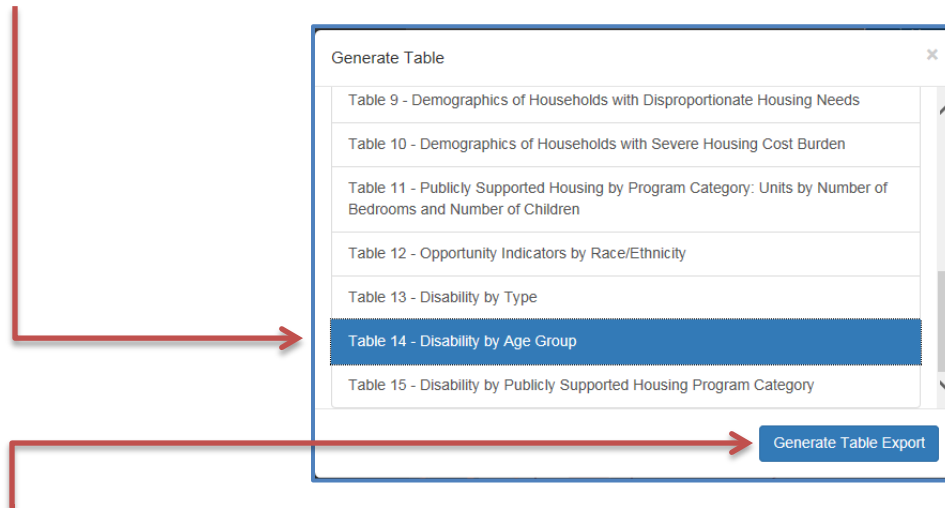 Generate Table ×
Table 9 - Demographics of Households with Disproportionate Housing Needs
Table 10 - Demographics of Households with Severe Housing Cost Burden
Table 11 - Publicly Supported Housing by Program Category: Units by Number of
Bedrooms and Number of Children
Table 12 - Opportunity Indicators by Race/Ethnicity
Table 13 - Disability by Type
Table 14 - Disability by Age Group
Table 15 - Disability by Publicly Supported Housing Program Category
Generate Table Export